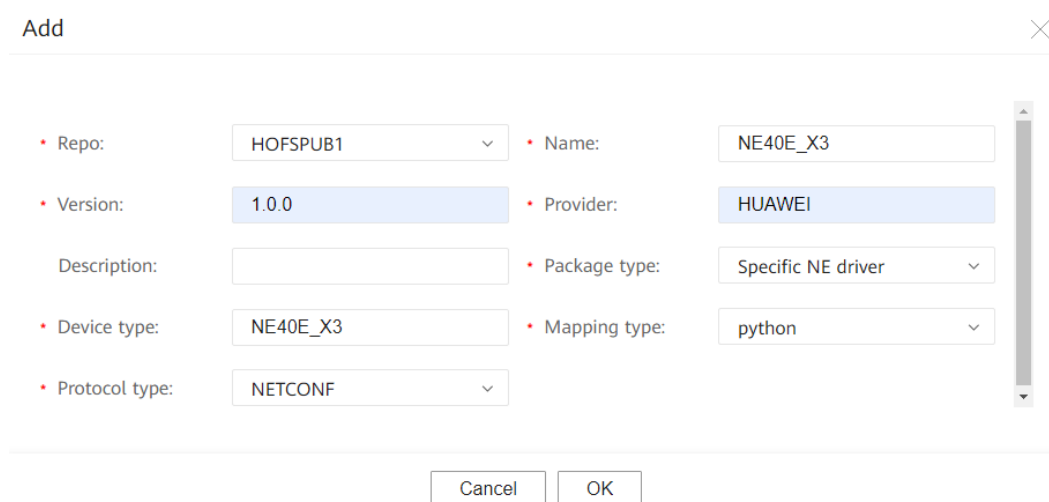 Add
* Repo: HOFSPUB1 * Name: NE40E_X3
* Version: 1.0.0 * Provider: HUAWEI
Description: * Package type: Specific NE driver
* Device type: NE40E_X3 * Mapping type: python
* Protocol type: NETCONF
Cancel OK